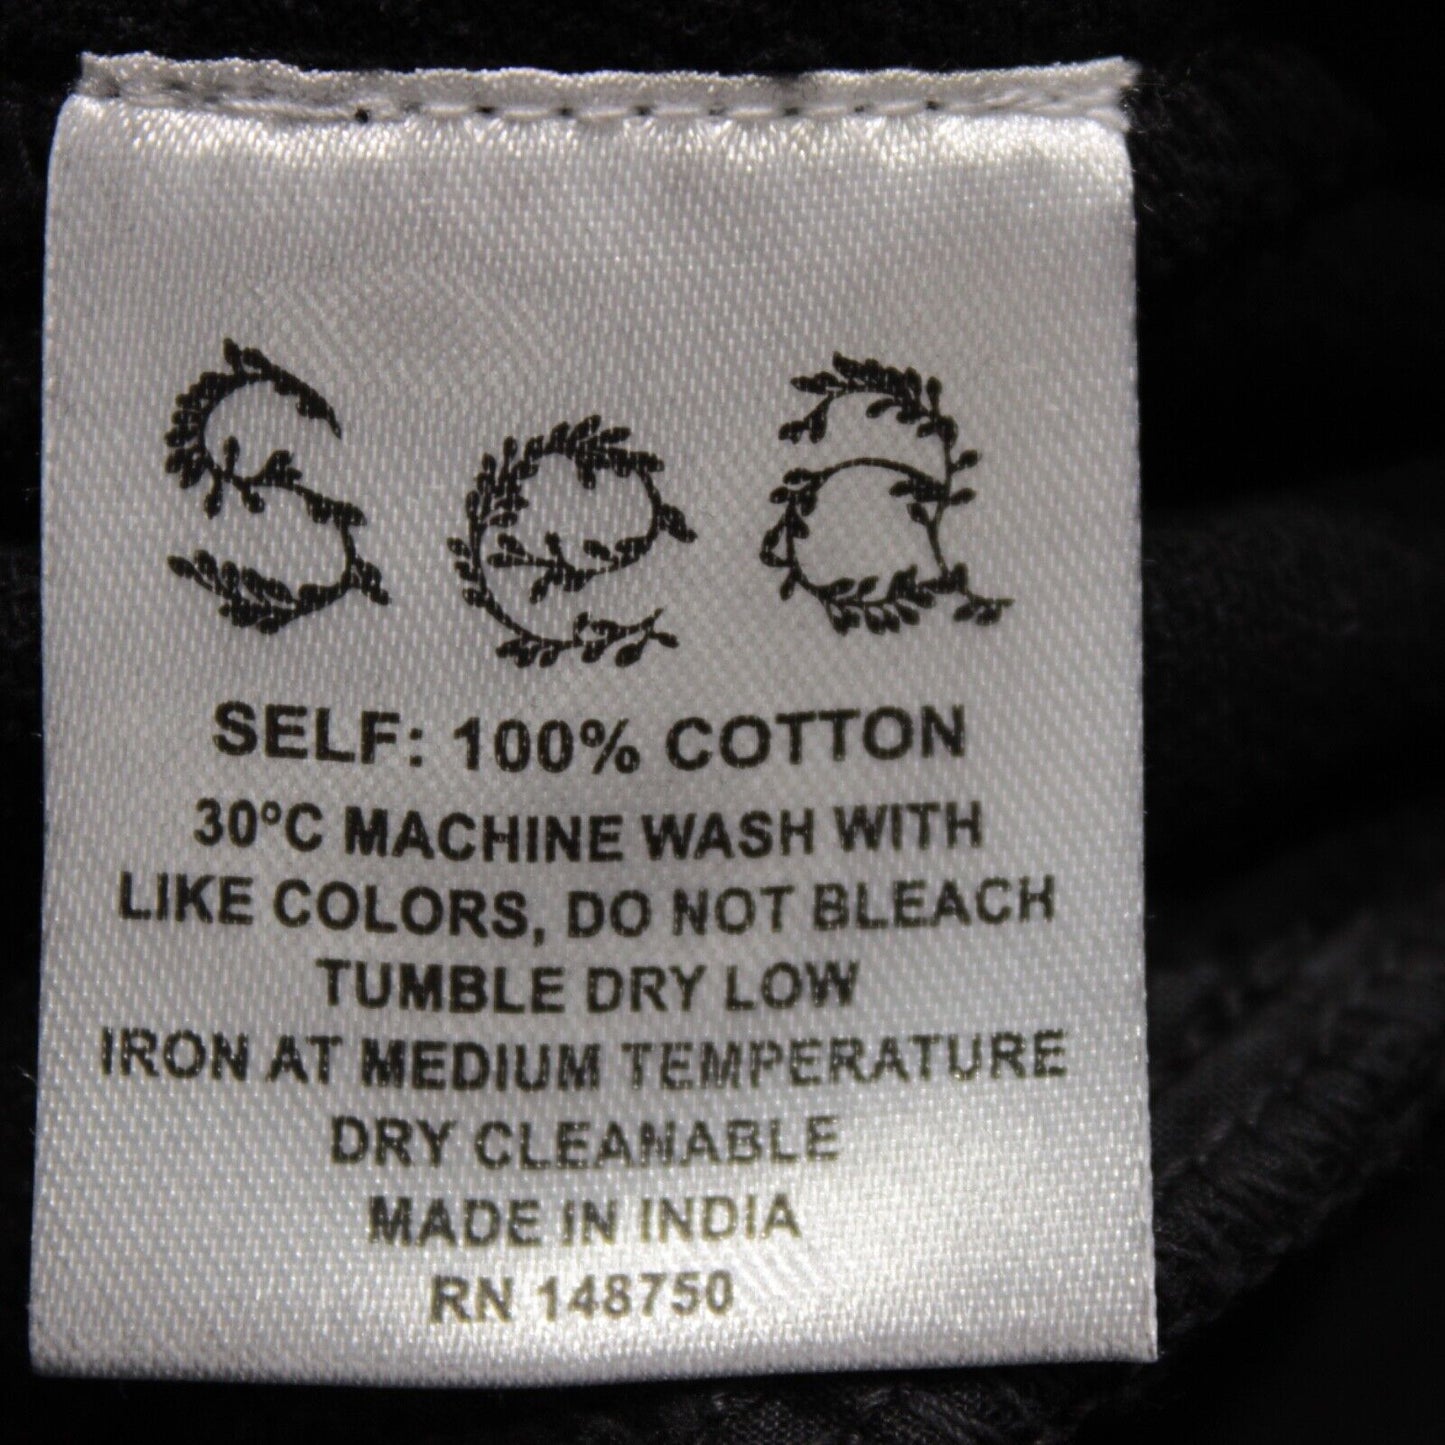 Sea
SELF: 100% COTTON
30°C MACHINE WASH WITH
LIKE COLORS, DO NOT BLEACH
TUMBLE DRY LOW
IRON AT MEDIUM TEMPERATURE
DRY CLEANABLE
MADE IN INDIA
RN 148750